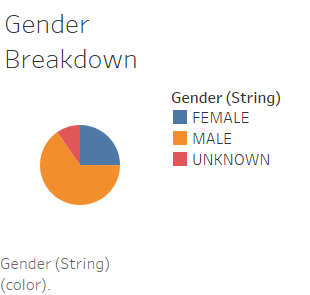 Gender
Breakdown
Gender (String)
FEMALE
MALE
UNKNOWN
Gender (String)
(color).